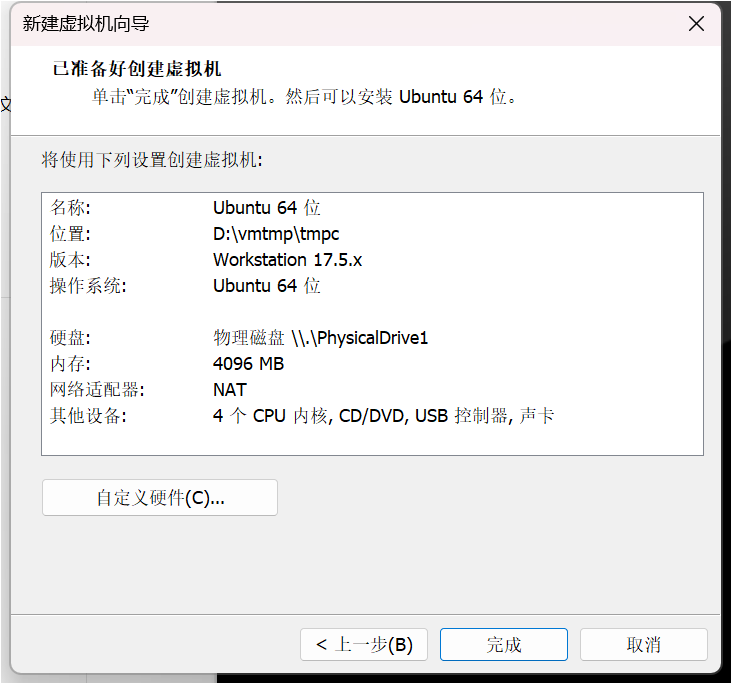 新建虚拟机向导
已准备好创建虚拟机
单击“完成”创建虚拟机。然后可以安装 Ubuntu 64 位。
文
将使用下列设置创建虚拟机:
名称: Ubuntu 64 位
位置: D:\vmtmp\tmpc
版本: Workstation 17.5.x
操作系统: Ubuntu 64 位
硬盘: 物理磁盘 \\.\PhysicalDrive1
内存: 4096 MB
网络适配器: NAT
其他设备: 4 个 CPU 内核, CD/DVD, USB 控制器, 声卡
自定义硬件(C)...
< 上一步(B) 完成 取消